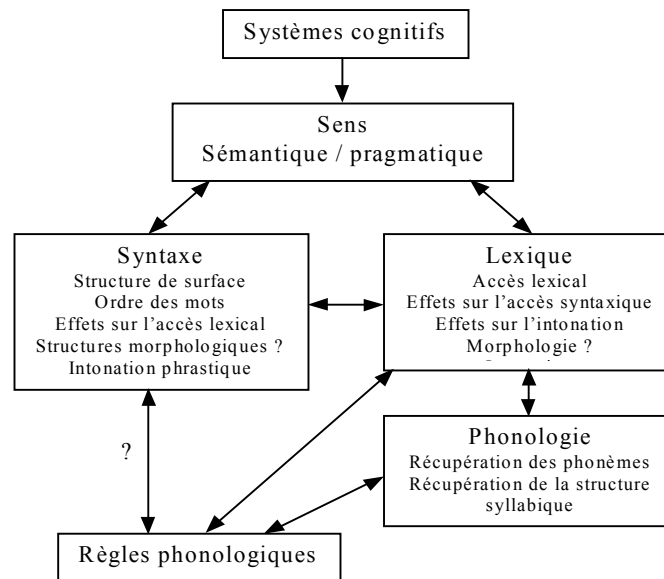 Systèmes cognitifs
Sens
Sémantique / pragmatique
Syntaxe
Structure de surface
Ordre des mots
Effets sur l'accès lexical
Structures morphologiques ?
Intonation phrastique
Lexique
Accès lexical
Effets sur l'accès syntaxique
Effets sur l'intonation
Morphologie ?
?
Phonologie
Récupération des phonèmes
Récupération de la structure
syllabique
Règles phonologiques